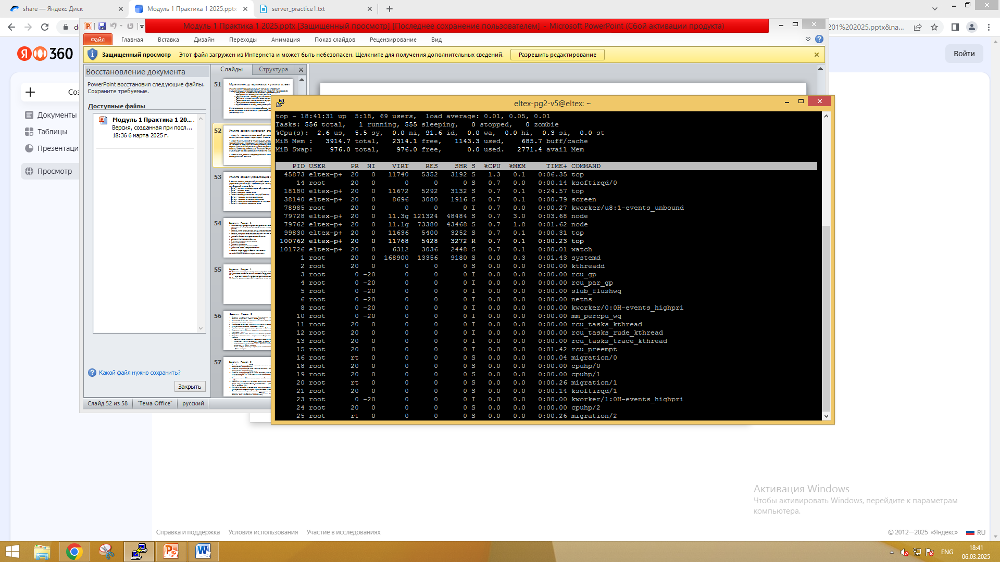 share — Яндекс Диск
Модуль 1 Практика 1 2025.pptx
server_practice1.txt
201%202025.pptx&na...
Модуль 1 Практика 1 2025.pptx [Защищенный просмотр] [Последнее сохранение пользователем] - Microsoft PowerPoint (Сбой активации продукта)
Файл Главная Вставка Дизайн Переходы Анимация Показ слайдов Рецензирование Вид
Защищенный просмотр Этот файл загружен из Интернета и может быть небезопасен. Щелкните для получения дополнительных сведений. Разрешить редактирование
Я 360
Войти
Документы
Таблицы
Просмотр
Восстановление документа
PowerPoint восстановил следующие файлы.
Сохраните требуемые.
Доступные файлы
Модуль 1 Практика 1 20... .
Версия, созданная при посл...
18:36 6 марта 2025 г.
Какой файл нужно сохранить?
Закрыть
Слайды Структура
51
52
53
54
55
56
57
Слайд 52 из 58 "Тема Office" русский
eltex-pg2-v5@eltex: ~
top - 18:41:31 up 5:18, 69 users, load average: 0.01, 0.05, 0.01
Tasks: 556 total, 1 running, 555 sleeping, 0 stopped, 0 zombie
%Cpu(s): 2.6 us, 5.5 sy, 0.0 ni, 91.6 id, 0.0 wa, 0.0 hi, 0.3 si, 0.0 st
MiB Mem : 3914.7 total, 2314.1 free, 1143.3 used, 685.7 buff/cache
MiB Swap: 976.0 total, 976.0 free, 0.0 used. 2771.4 avail Mem
PID USER PR NI VIRT RES SHR S %CPU %MEM TIME+ COMMAND
45873 eltex-p+ 20 0 11740 5352 3192 S 1.3 0.1 0:06.35 top
14 root 20 0 0 0 0 S 0.7 0.0 0:00.14 ksoftirqd/0
18180 eltex-p+ 20 0 11672 5292 3132 S 0.7 0.1 0:24.57 top
38140 eltex-p+ 20 0 8696 3080 1916 S 0.7 0.1 0:00.79 screen
78985 root 20 0 0 0 0 I 0.7 0.0 0:00.27 kworker/u8:1-events_unbound
79728 eltex-p+ 20 0 11.3g 121324 48484 S 0.7 3.0 0:03.68 node
79762 eltex-p+ 20 0 11.1g 73380 43468 S 0.7 1.8 0:01.62 node
99830 eltex-p+ 20 0 11636 5400 3252 S 0.7 0.1 0:00.31 top
100762 eltex-p+ 20 0 11768 5428 3272 R 0.7 0.1 0:00.23 top
101726 eltex-p+ 20 0 6312 3036 2448 S 0.7 0.1 0:00.01 watch
1 root 20 0 168900 13356 9180 S 0.0 0.3 0:01.43 systemd
2 root 20 0 0 0 0 S 0.0 0.0 0:00.00 kthreadd
3 root 0 -20 0 0 0 I 0.0 0.0 0:00.00 rcu_gp
4 root 0 -20 0 0 0 I 0.0 0.0 0:00.00 rcu_par_gp
5 root 0 -20 0 0 0 I 0.0 0.0 0:00.00 slub_flushwq
6 root 0 -20 0 0 0 I 0.0 0.0 0:00.00 netns
8 root 0 -20 0 0 0 I 0.0 0.0 0:00.00 kworker/0:0H-events_highpri
10 root 0 -20 0 0 0 I 0.0 0.0 0:00.00 mm_percpu_wq
11 root 20 0 0 0 0 I 0.0 0.0 0:00.00 rcu_tasks_kthread
12 root 20 0 0 0 0 I 0.0 0.0 0:00.00 rcu_tasks_rude_kthread
13 root 20 0 0 0 0 I 0.0 0.0 0:00.00 rcu_tasks_trace_kthread
15 root 20 0 0 0 0 I 0.0 0.0 0:01.42 rcu_preempt
16 root rt 0 0 0 0 S 0.0 0.0 0:00.04 migration/0
18 root 20 0 0 0 0 S 0.0 0.0 0:00.00 cpuhp/0
19 root 20 0 0 0 0 S 0.0 0.0 0:00.00 cpuhp/1
20 root rt 0 0 0 0 S 0.0 0.0 0:00.26 migration/1
21 root 20 0 0 0 0 S 0.0 0.0 0:00.14 ksoftirqd/1
23 root 0 -20 0 0 0 I 0.0 0.0 0:00.00 kworker/1:0H-events_highpri
24 root 20 0 0 0 0 S 0.0 0.0 0:00.00 cpuhp/2
25 root rt 0 0 0 0 S 0.0 0.0 0:00.26 migration/2
Активация Windows
Чтобы активировать Windows, перейдите к параметрам
компьютера.
Справка и поддержка Условия использования Участие в исследованиях
© 2012—2025 «Яндекс» RU
ENG
18:41
06.03.2025